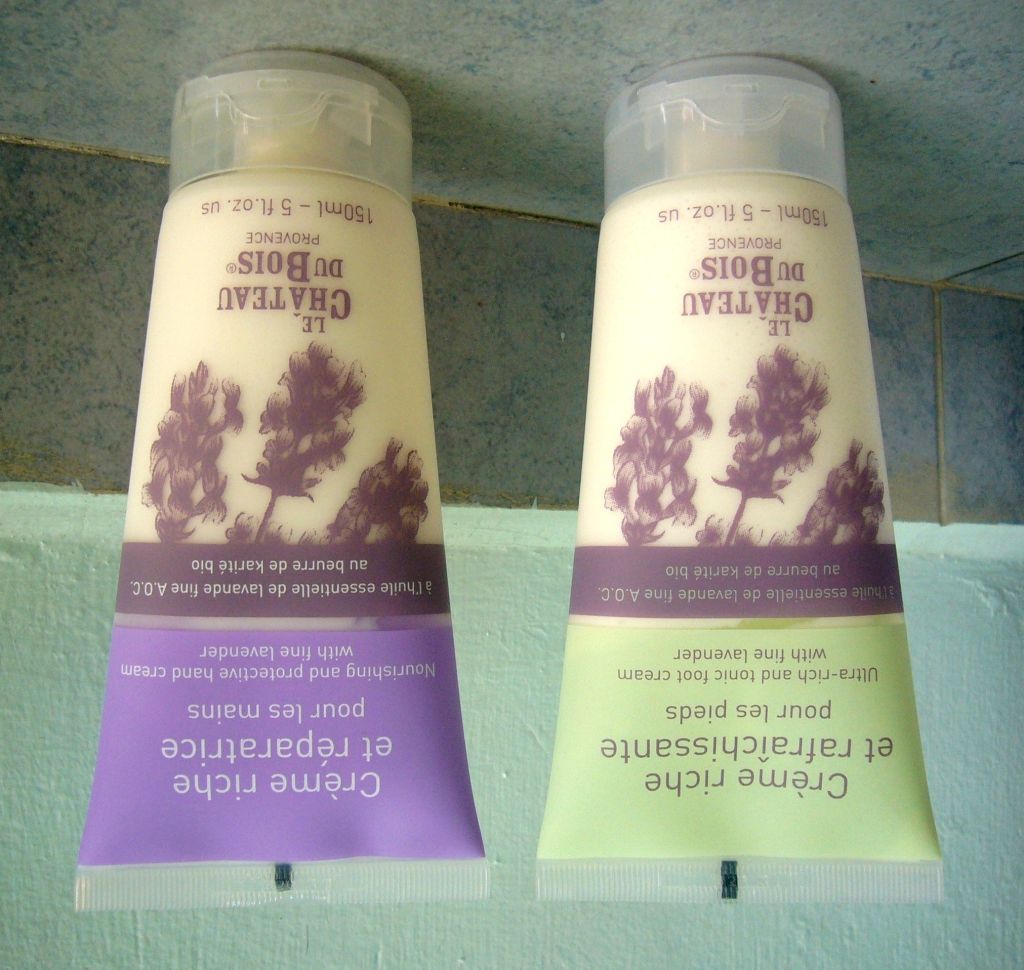 Crème riche
et réparatrice
pour les mains
Nourishing and protective hand cream
with fine lavender
à l'huile essentielle de lavande fine A.O.C.
au beurre de karité bio
LE
CHÂTEAU
DU BOIS®
PROVENCE
150ml – 5 fl.oz. us
Crème riche
et rafraîchissante
pour les pieds
Ultra-rich and tonic foot cream
with fine lavender
à l'huile essentielle de lavande fine A.O.C.
au beurre de karité bio
LE
CHÂTEAU
DU BOIS®
PROVENCE
150ml – 5 fl.oz. us